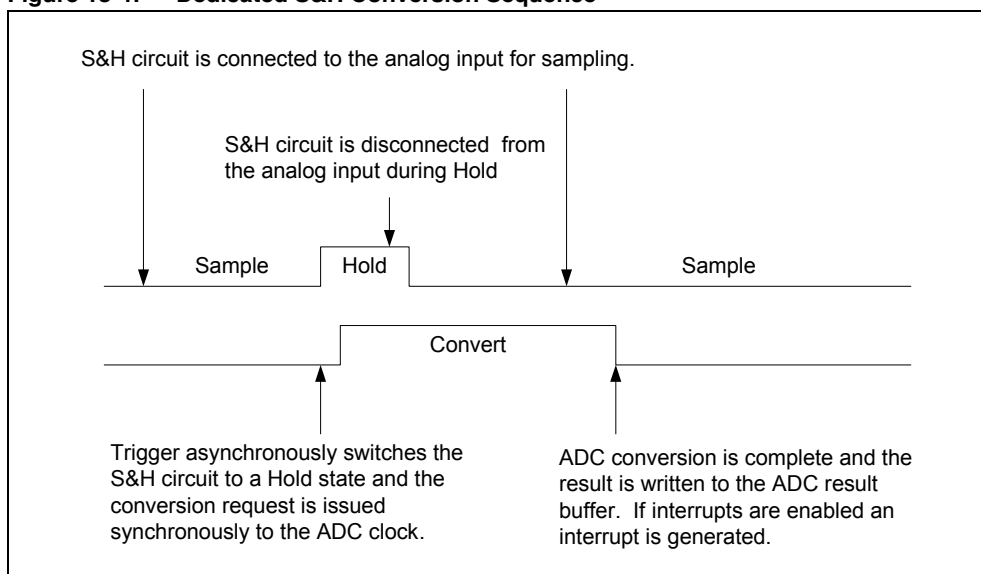 Figure Dedicated S&H Conversion Sequence
S&H circuit is connected to the analog input for sampling.
S&H circuit is disconnected from
the analog input during Hold
Sample Hold Sample
Convert
Trigger asynchronously switches the
S&H circuit to a Hold state and the
conversion request is issued
synchronously to the ADC clock.
ADC conversion is complete and the
result is written to the ADC result
buffer. If interrupts are enabled an
interrupt is generated.